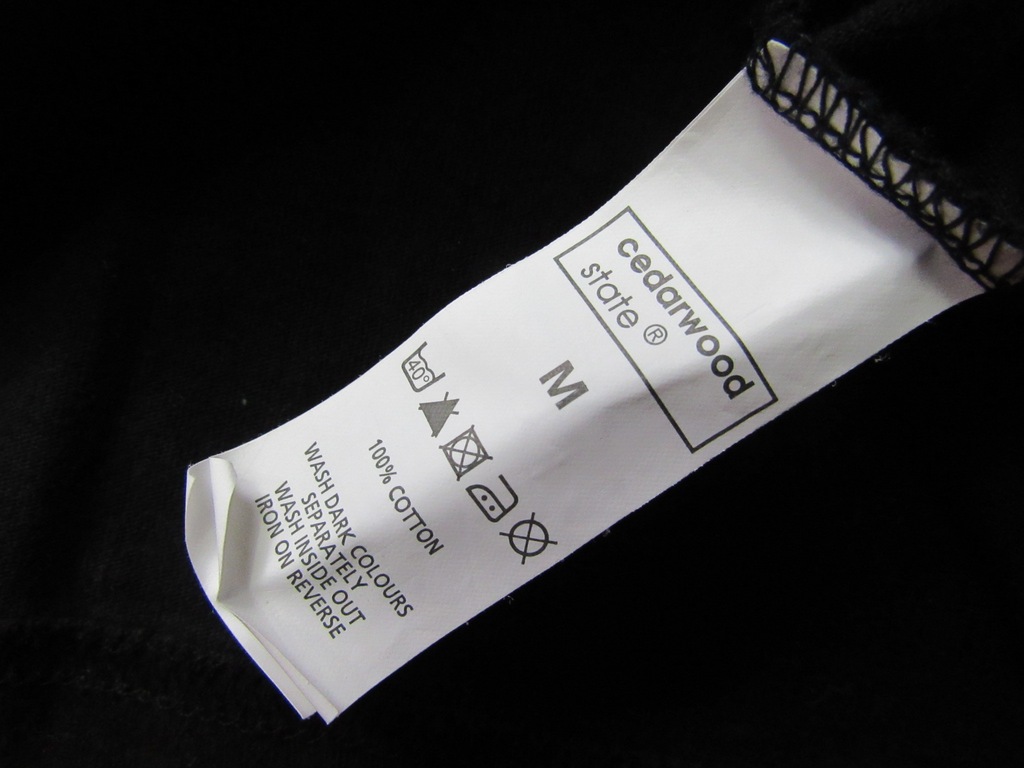 cedarwood
state ®
M
40°
100% COTTON
WASH DARK COLOURS
SEPARATELY
WASH INSIDE OUT
IRON ON REVERSE